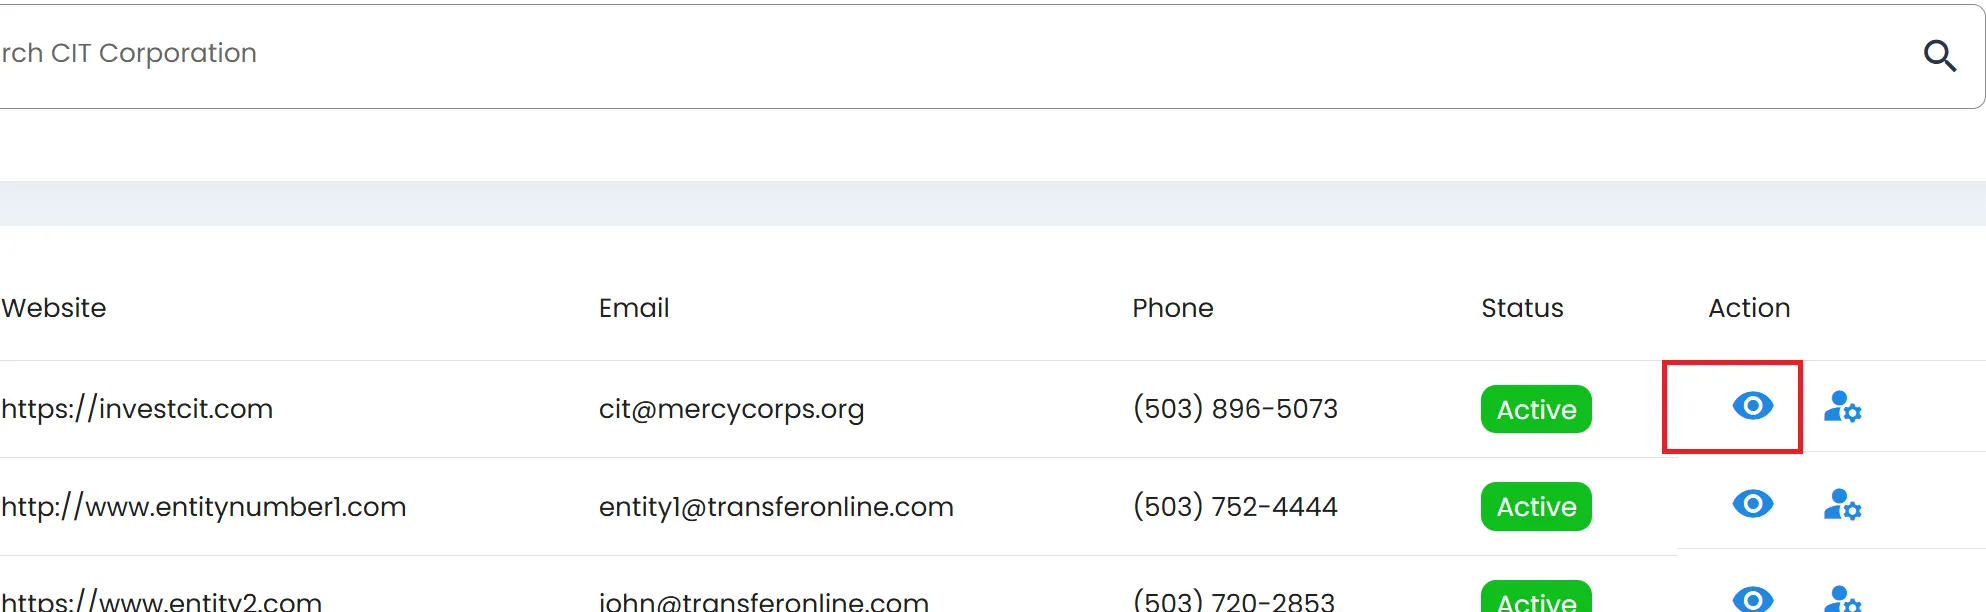 rch CIT Corporation
Website Email Phone Status Action
https://investcit.com cit@mercycorps.org (503) 896-5073 Active
http://www.entitynumber1.com entity1@transferonline.com (503) 752-4444 Active
https://www.entity2.com john@transferonline.com (503) 720-2853 Active